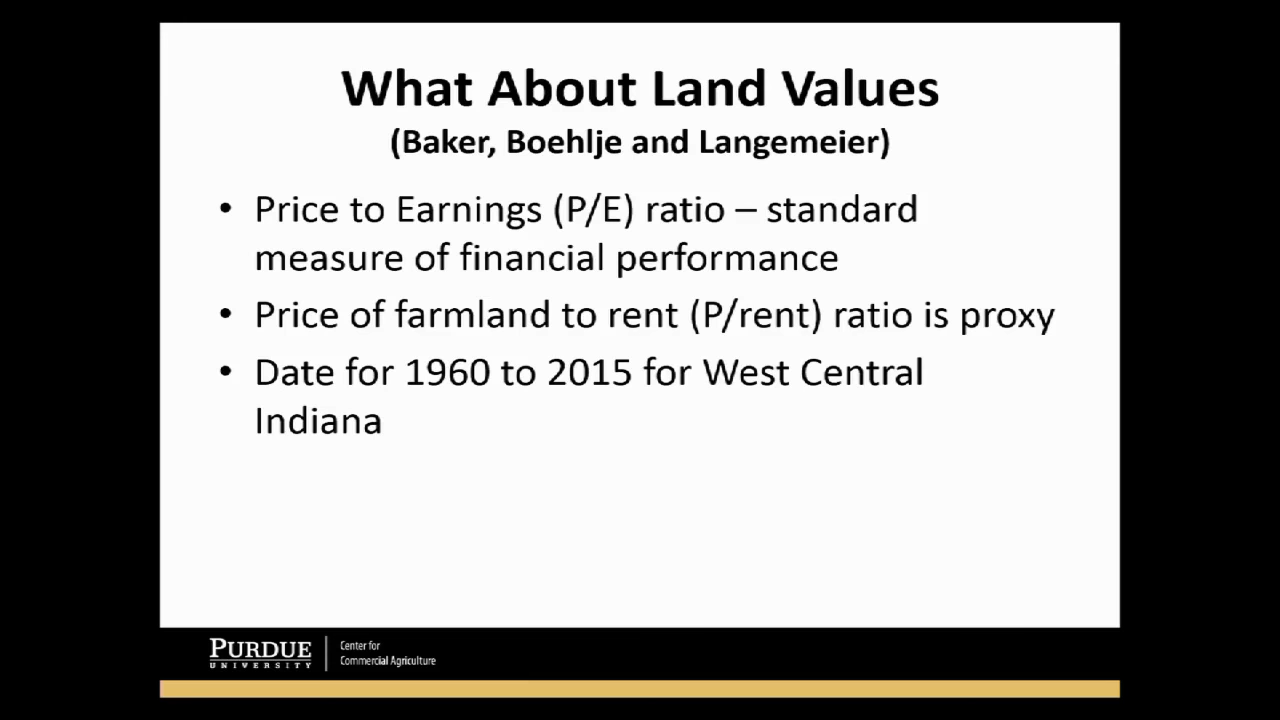 What About Land Values
(Baker, Boehlje and Langemeier)
• Price to Earnings (P/E) ratio – standard
measure of financial performance
• Price of farmland to rent (P/rent) ratio is proxy
• Date for 1960 to 2015 for West Central
Indiana
PURDUE
UNIVERSITY
Center for
Commercial Agriculture